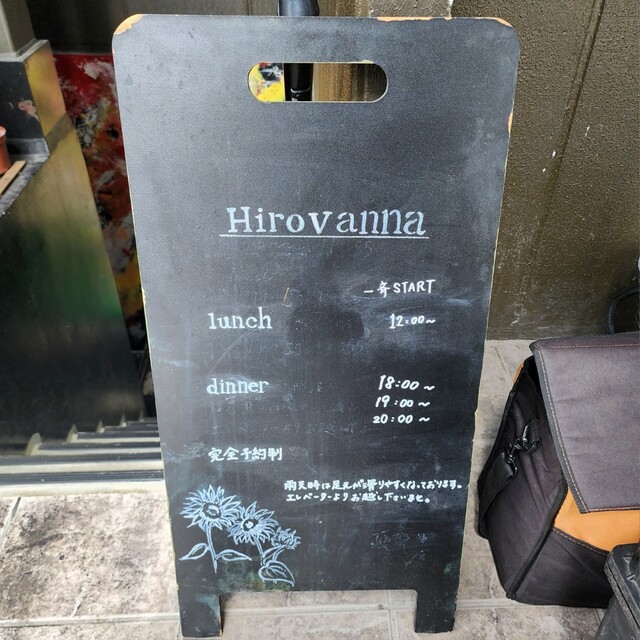 Hirovanna
一斉START
lunch 12:00~
dinner 18:00~
19:00~
20:00~
完全予約制
雨天時は足元が滑りやすくなっております。
エレベーターよりお越し下さいませ。